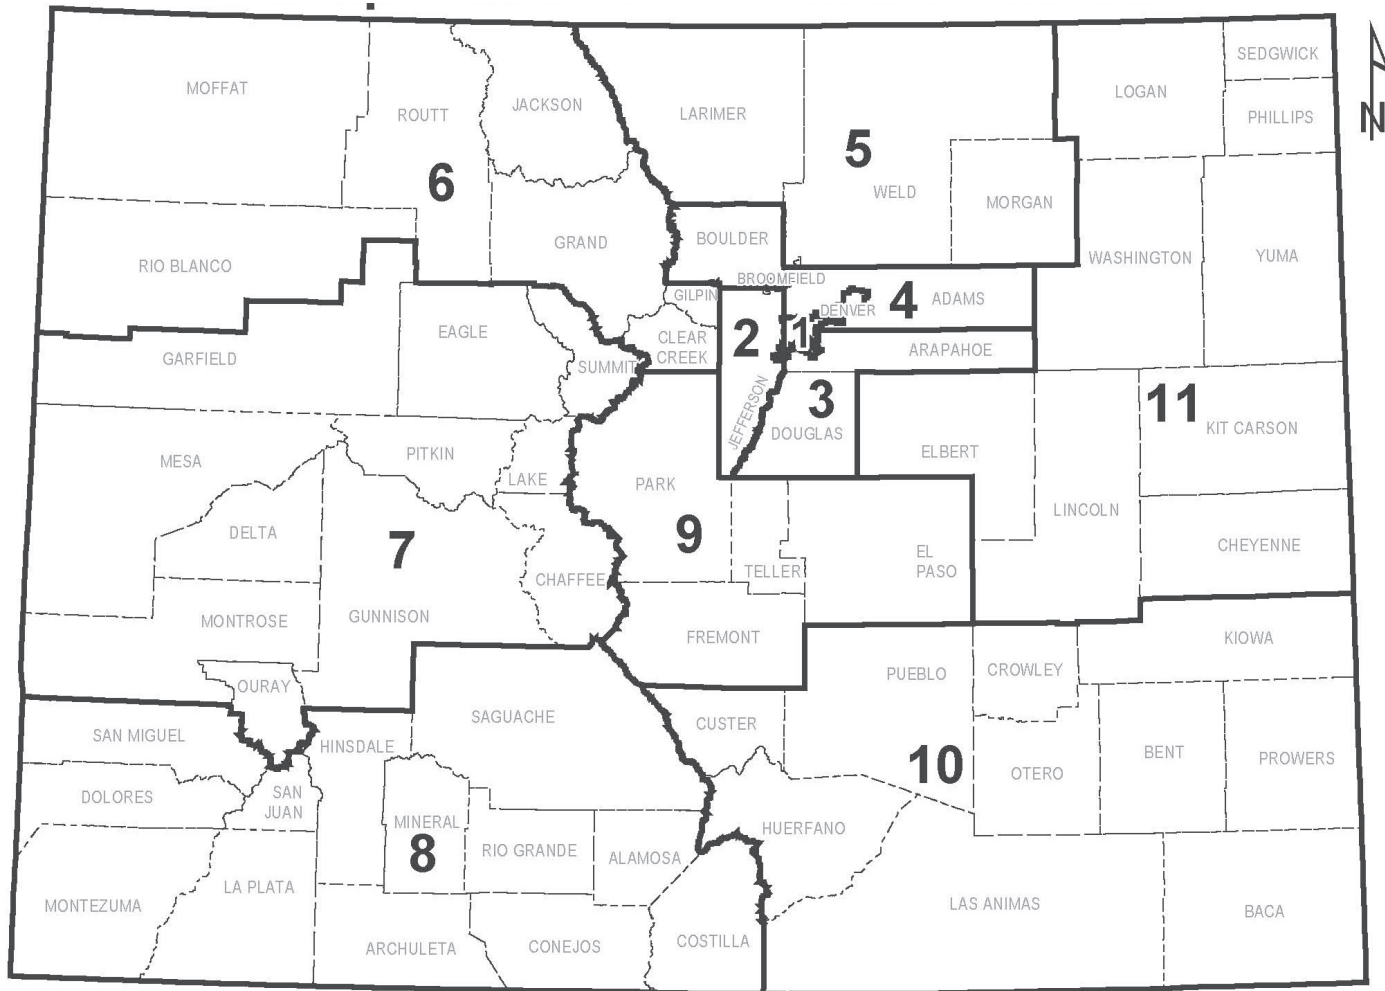 SEDGWICK
MOFFAT
LOGAN
JACKSON
ROUTT
LARIMER
PHILLIPS
N
5
6
WELD
MORGAN
GRAND
BOULDER
RIO BLANCO
WASHINGTON
YUMA
BROOMFIELD
GILPIN
4
ADAMS
DENVER
EAGLE
2
1
CLEAR
CREEK
ARAPAHOE
GARFIELD
SUMMIT
3
11
JEFFERSON
DOUGLAS
KIT CARSON
PITKIN
ELBERT
MESA
LAKE
PARK
LINCOLN
DELTA
9
CHEYENNE
7
EL
PASO
TELLER
CHAFFEE
GUNNISON
MONTROSE
FREMONT
KIOWA
PUEBLO
CROWLEY
OURAY
SAGUACHE
CUSTER
SAN MIGUEL
HINSDALE
10
BENT
PROWERS
OTERO
DOLORES
SAN
JUAN
MINERAL
HUERFANO
8
RIO GRANDE
ALAMOSA
LA PLATA
MONTEZUMA
LAS ANIMAS
BACA
ARCHULETA
CONEJOS
COSTILLA